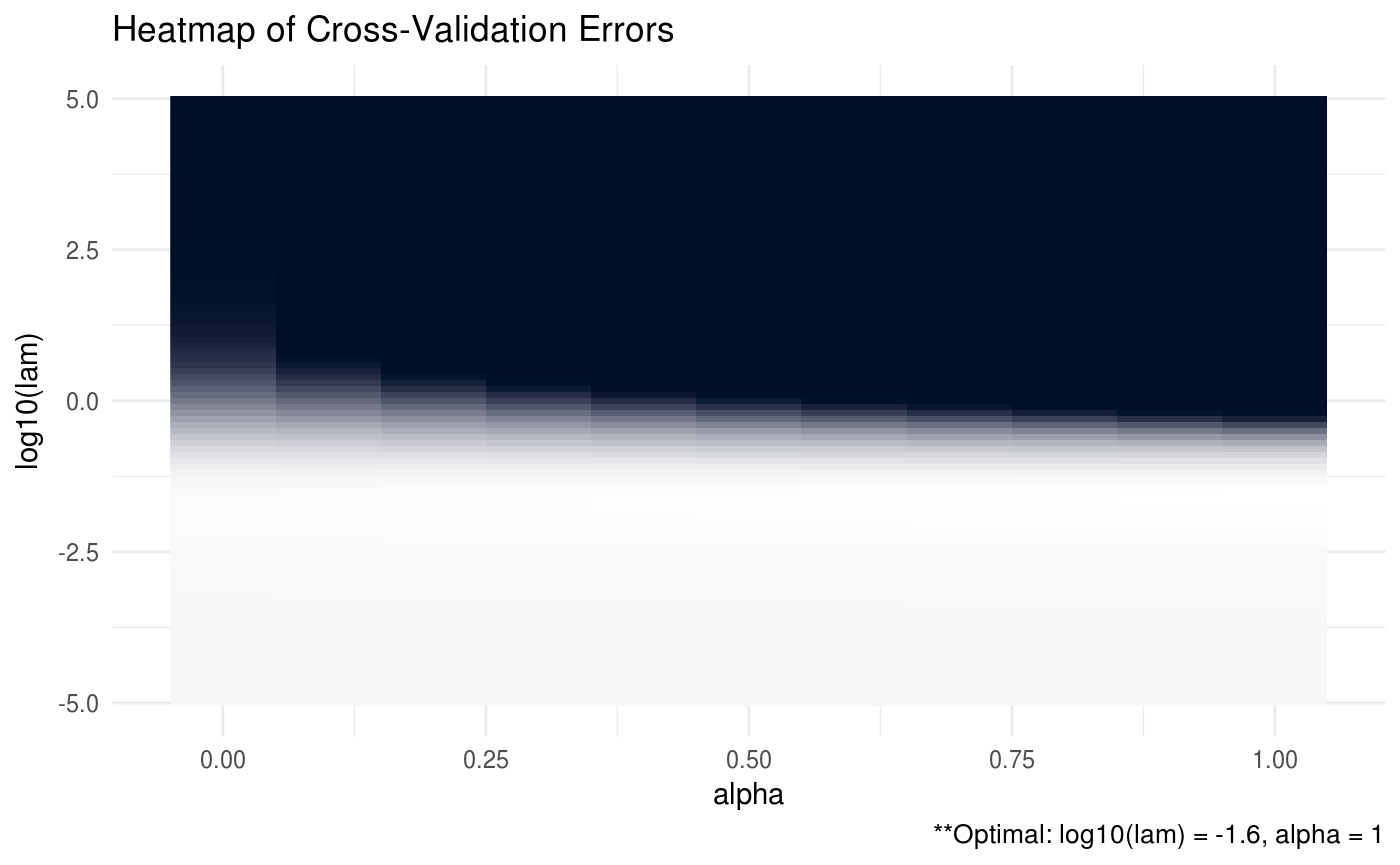 Heatmap of Cross-Validation Errors
5.0
2.5
0.0
-2.5
-5.0
log10(lam)
0.00 0.25 0.50 0.75 1.00
alpha
**Optimal: log10(lam) = -1.6, alpha = 1